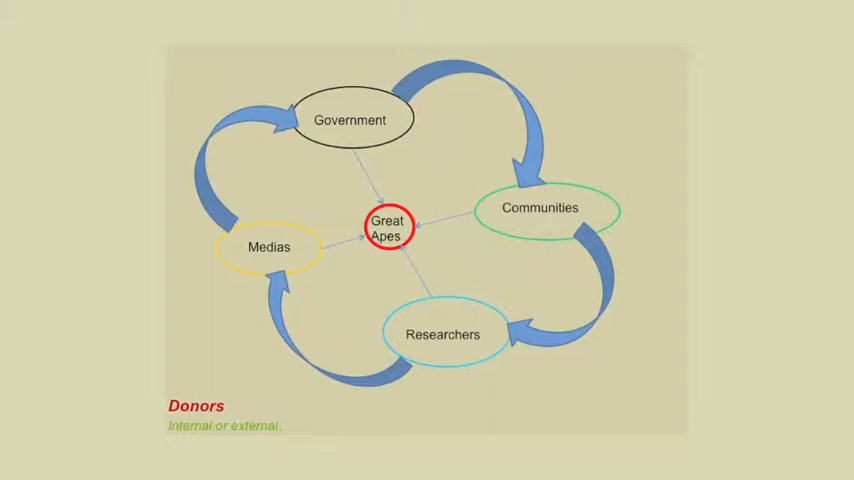 Government
Communities
Great
Apes
Medias
Researchers
Donors
Internal or external.